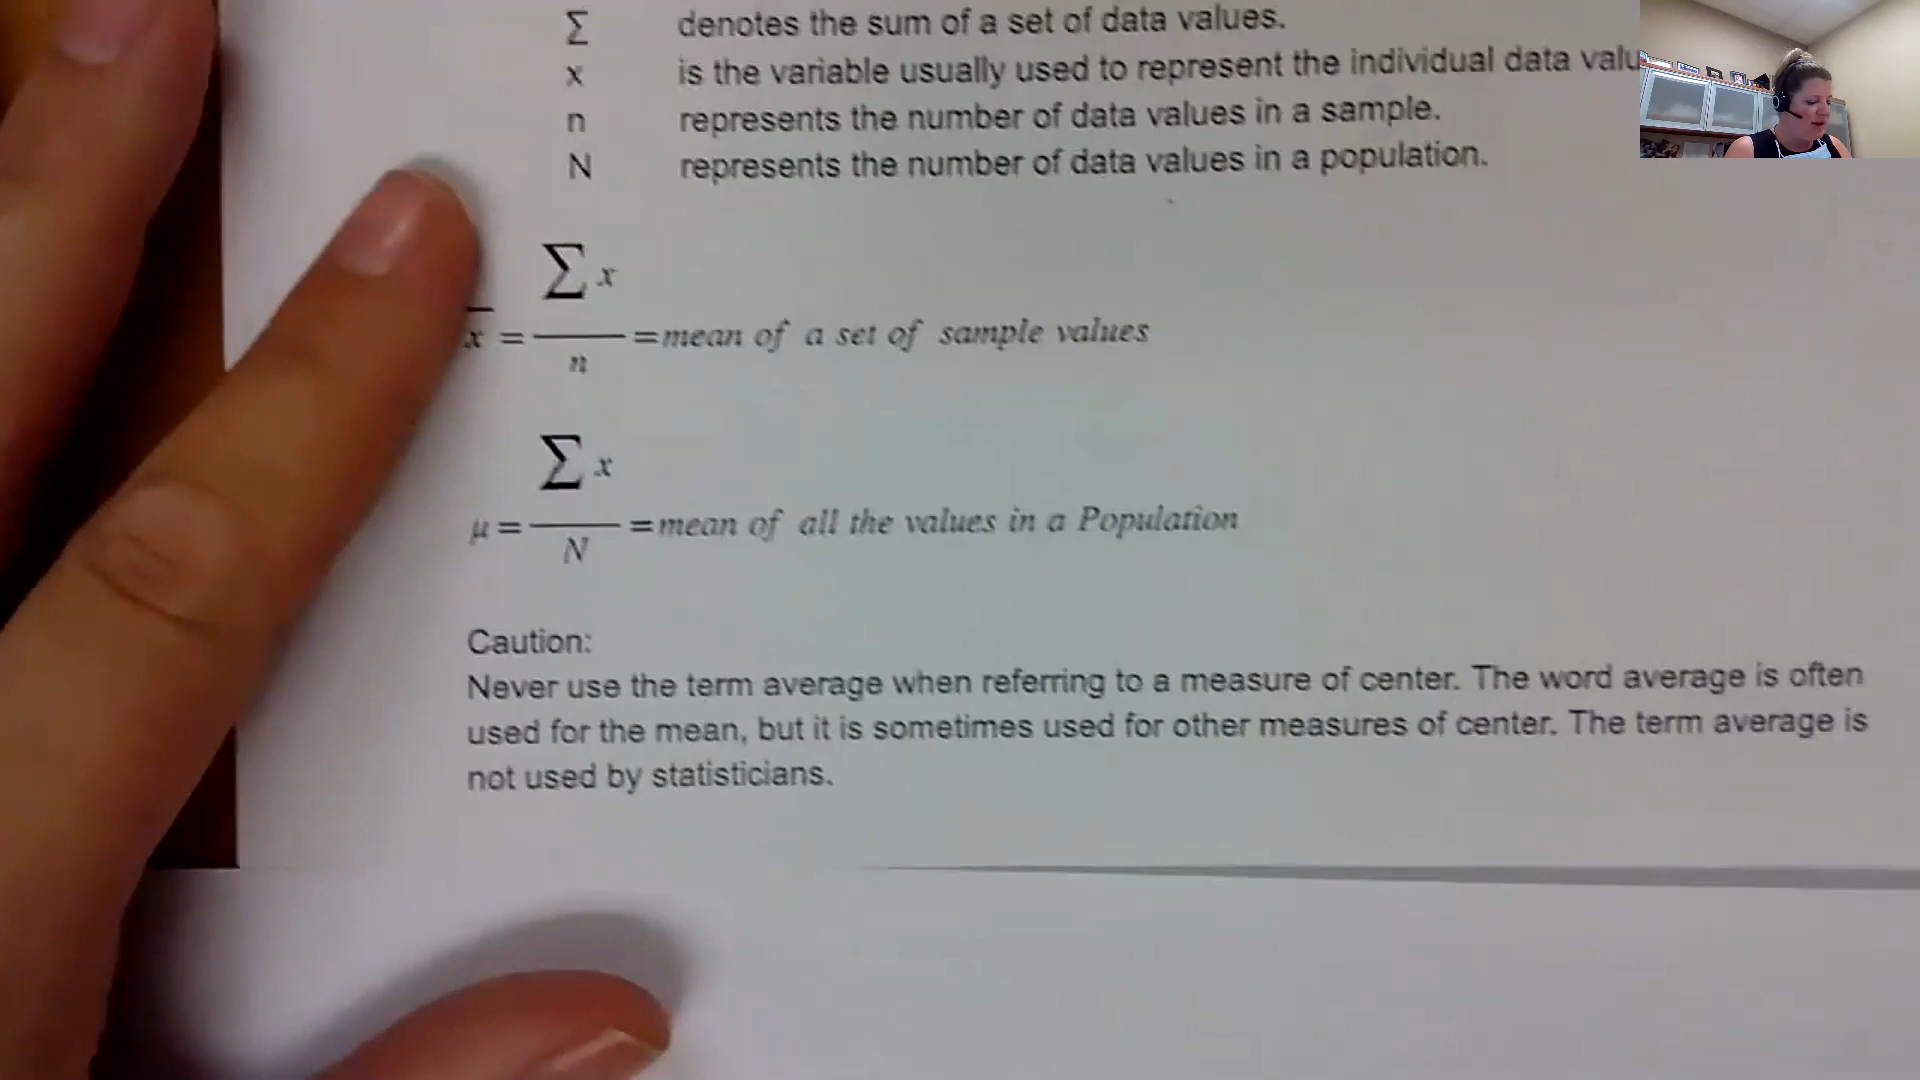 Σ denotes the sum of a set of data values.
x is the variable usually used to represent the individual data valu
n represents the number of data values in a sample.
N represents the number of data values in a population.
x̄ = Σx / n = mean of a set of sample values
μ = Σx / N = mean of all the values in a Population
Caution:
Never use the term average when referring to a measure of center. The word average is often
used for the mean, but it is sometimes used for other measures of center. The term average is
not used by statisticians.